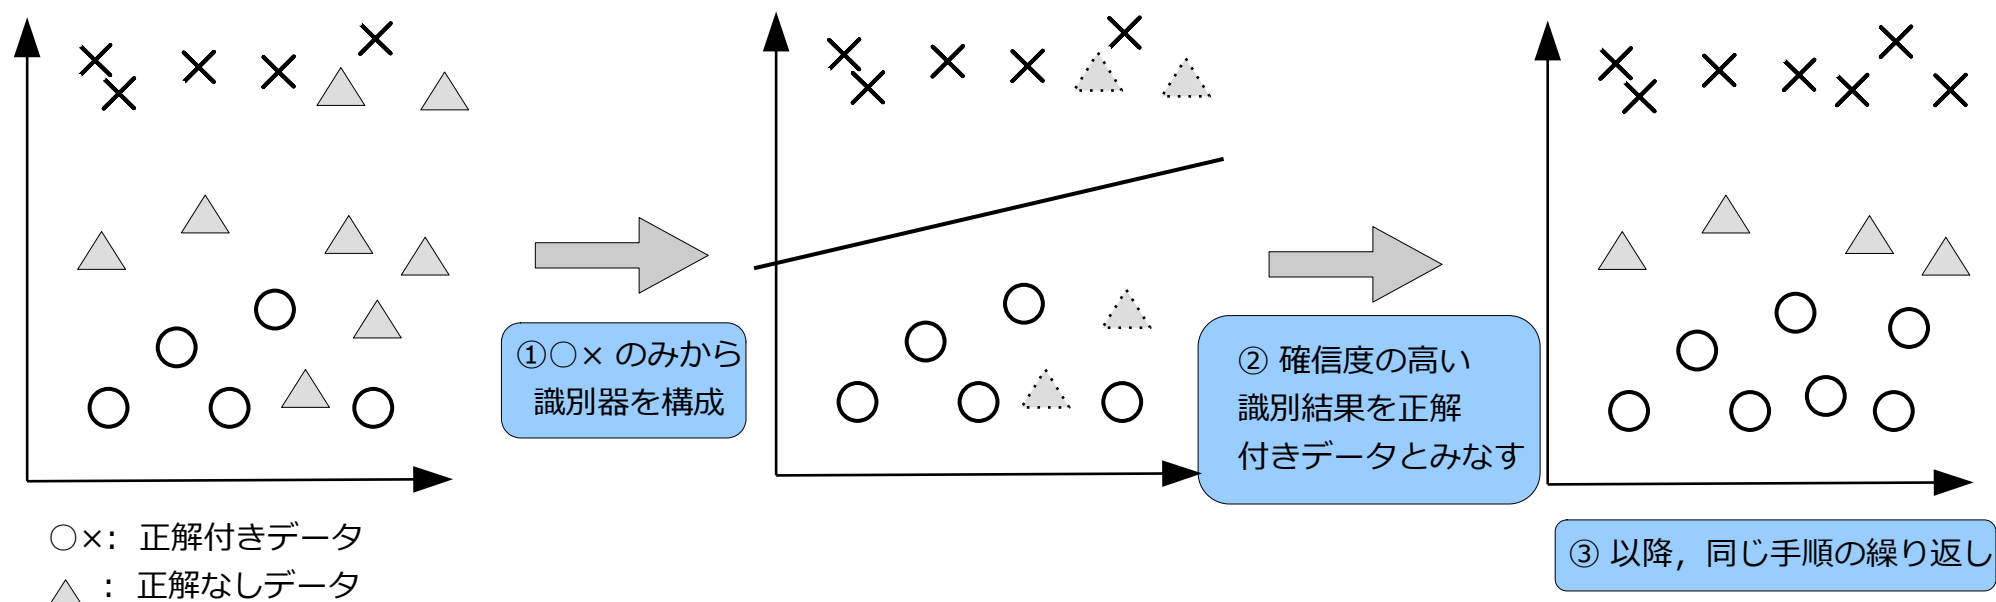 ①○× のみから
識別器を構成
② 確信度の高い
識別結果を正解
付きデータとみなす
○×: 正解付きデータ
: 正解なしデータ
③ 以降，同じ手順の繰り返し